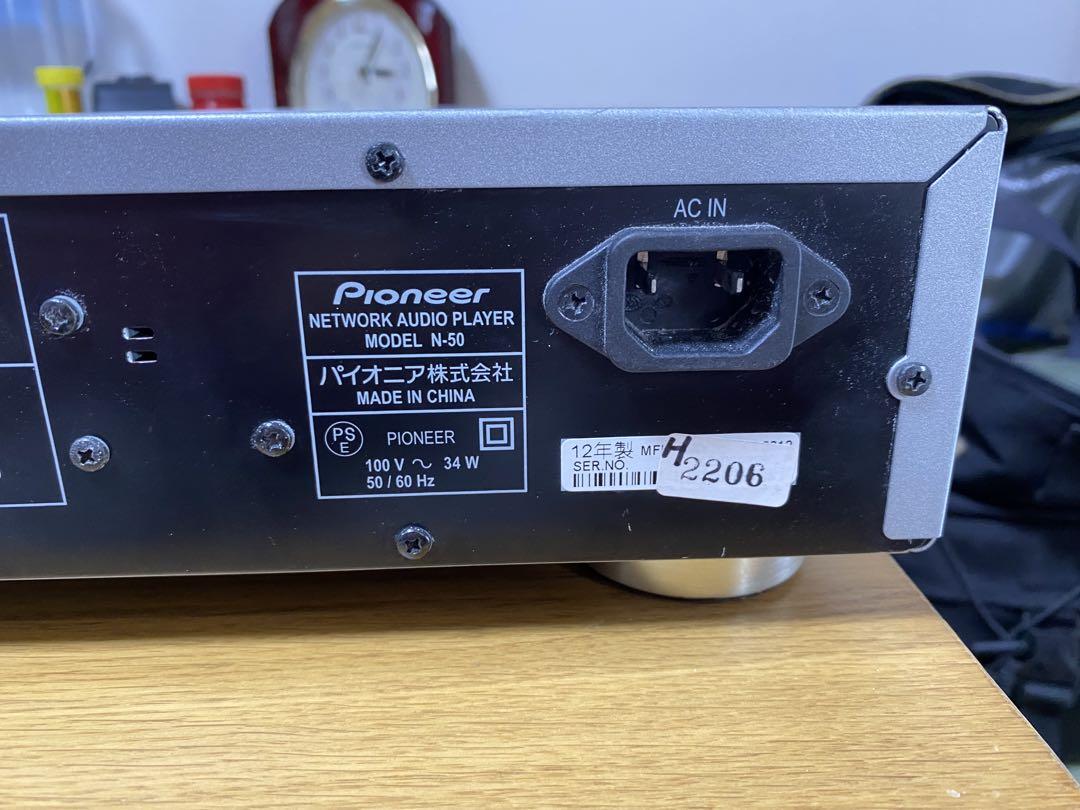 AC IN
Pioneer
NETWORK AUDIO PLAYER
MODEL N-50
パイオニア株式会社
MADE IN CHINA
PS
E
PIONEER
100 V ～ 34 W
50 / 60 Hz
12年製
SER.NO.
H
2206